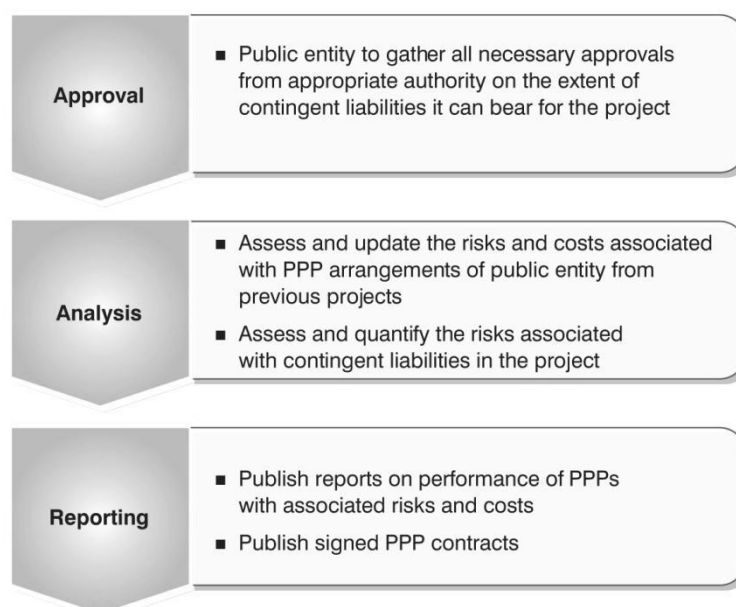 Approval
■ Public entity to gather all necessary approvals
from appropriate authority on the extent of
contingent liabilities it can bear for the project
Analysis
■ Assess and update the risks and costs associated
with PPP arrangements of public entity from
previous projects
■ Assess and quantify the risks associated
with contingent liabilities in the project
Reporting
■ Publish reports on performance of PPPs
with associated risks and costs
■ Publish signed PPP contracts